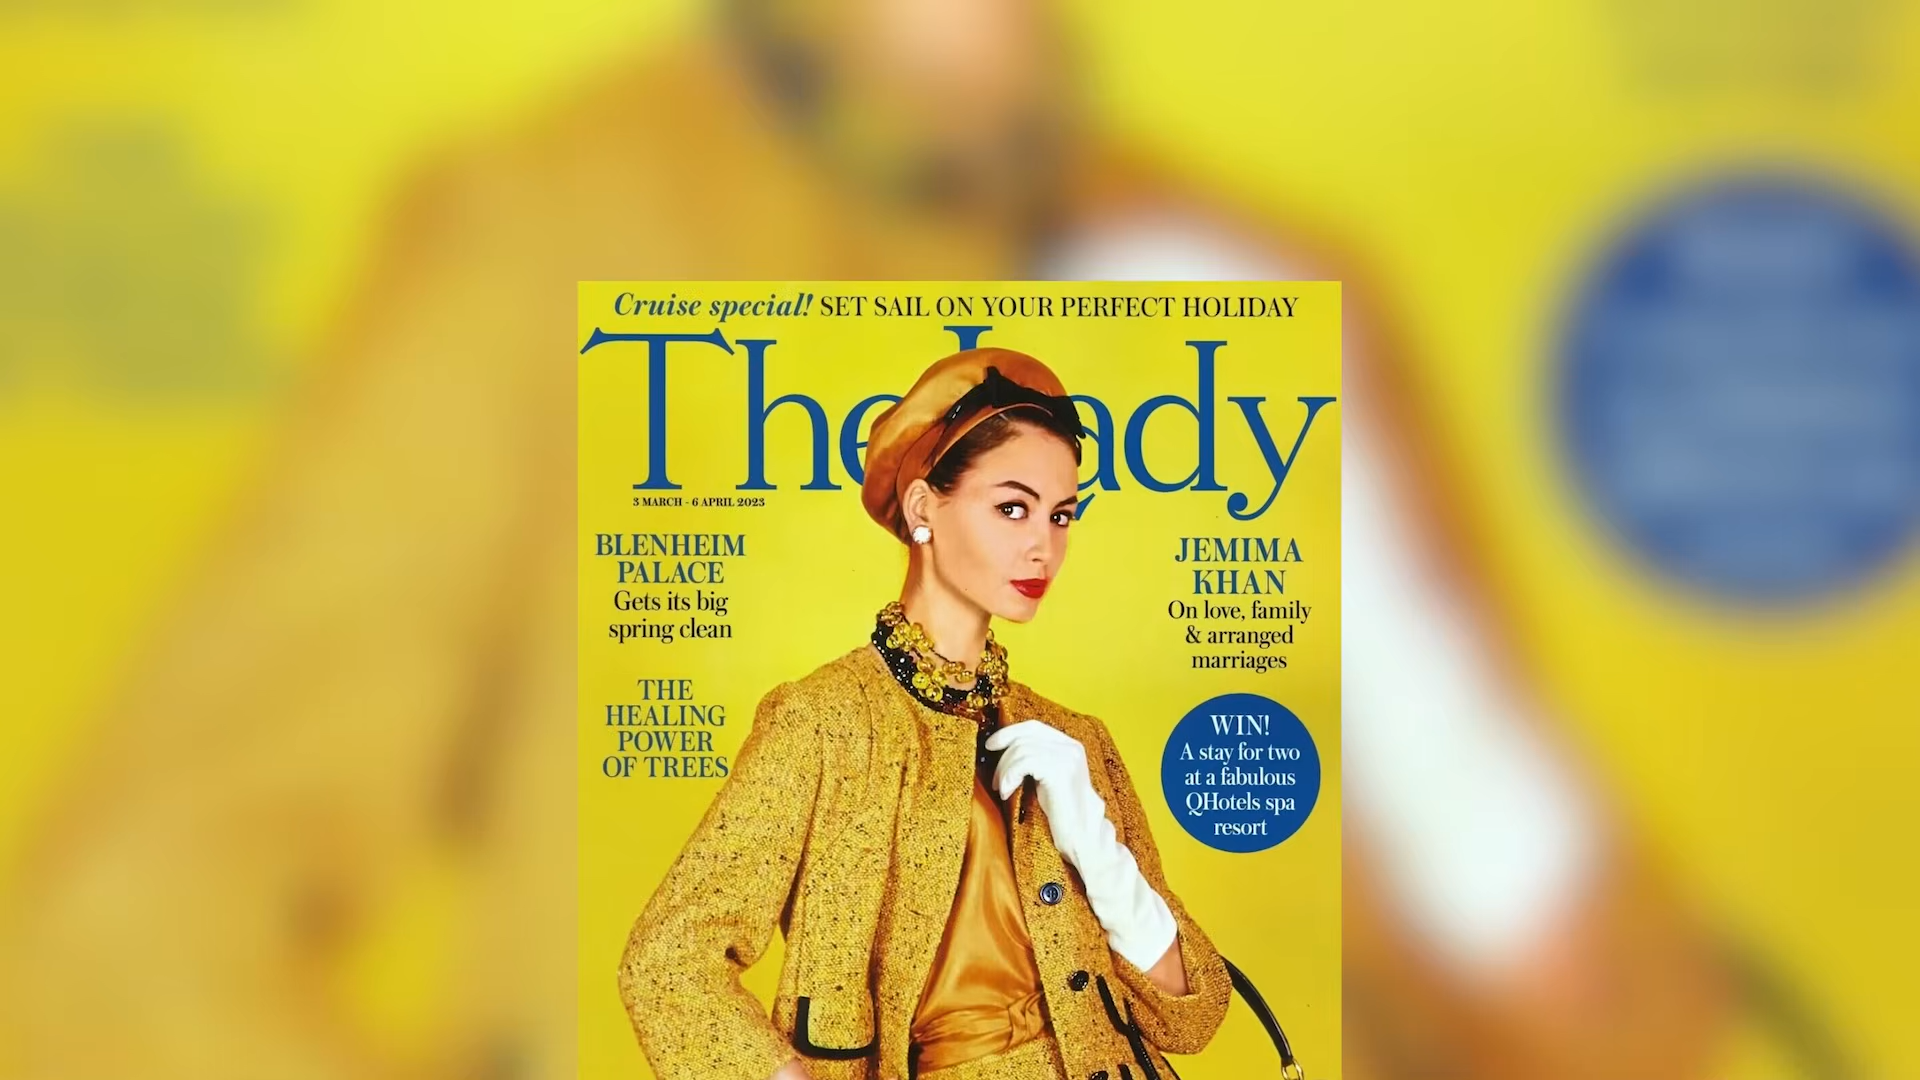 Cruise special! SET SAIL ON YOUR PERFECT HOLIDAY
The Lady
3 MARCH - 6 APRIL 2023
BLENHEIM
PALACE
Gets its big
spring clean
THE
HEALING
POWER
OF TREES
JEMIMA
KHAN
On love, family
& arranged
marriages
WIN!
A stay for two
at a fabulous
QHotels spa
resort